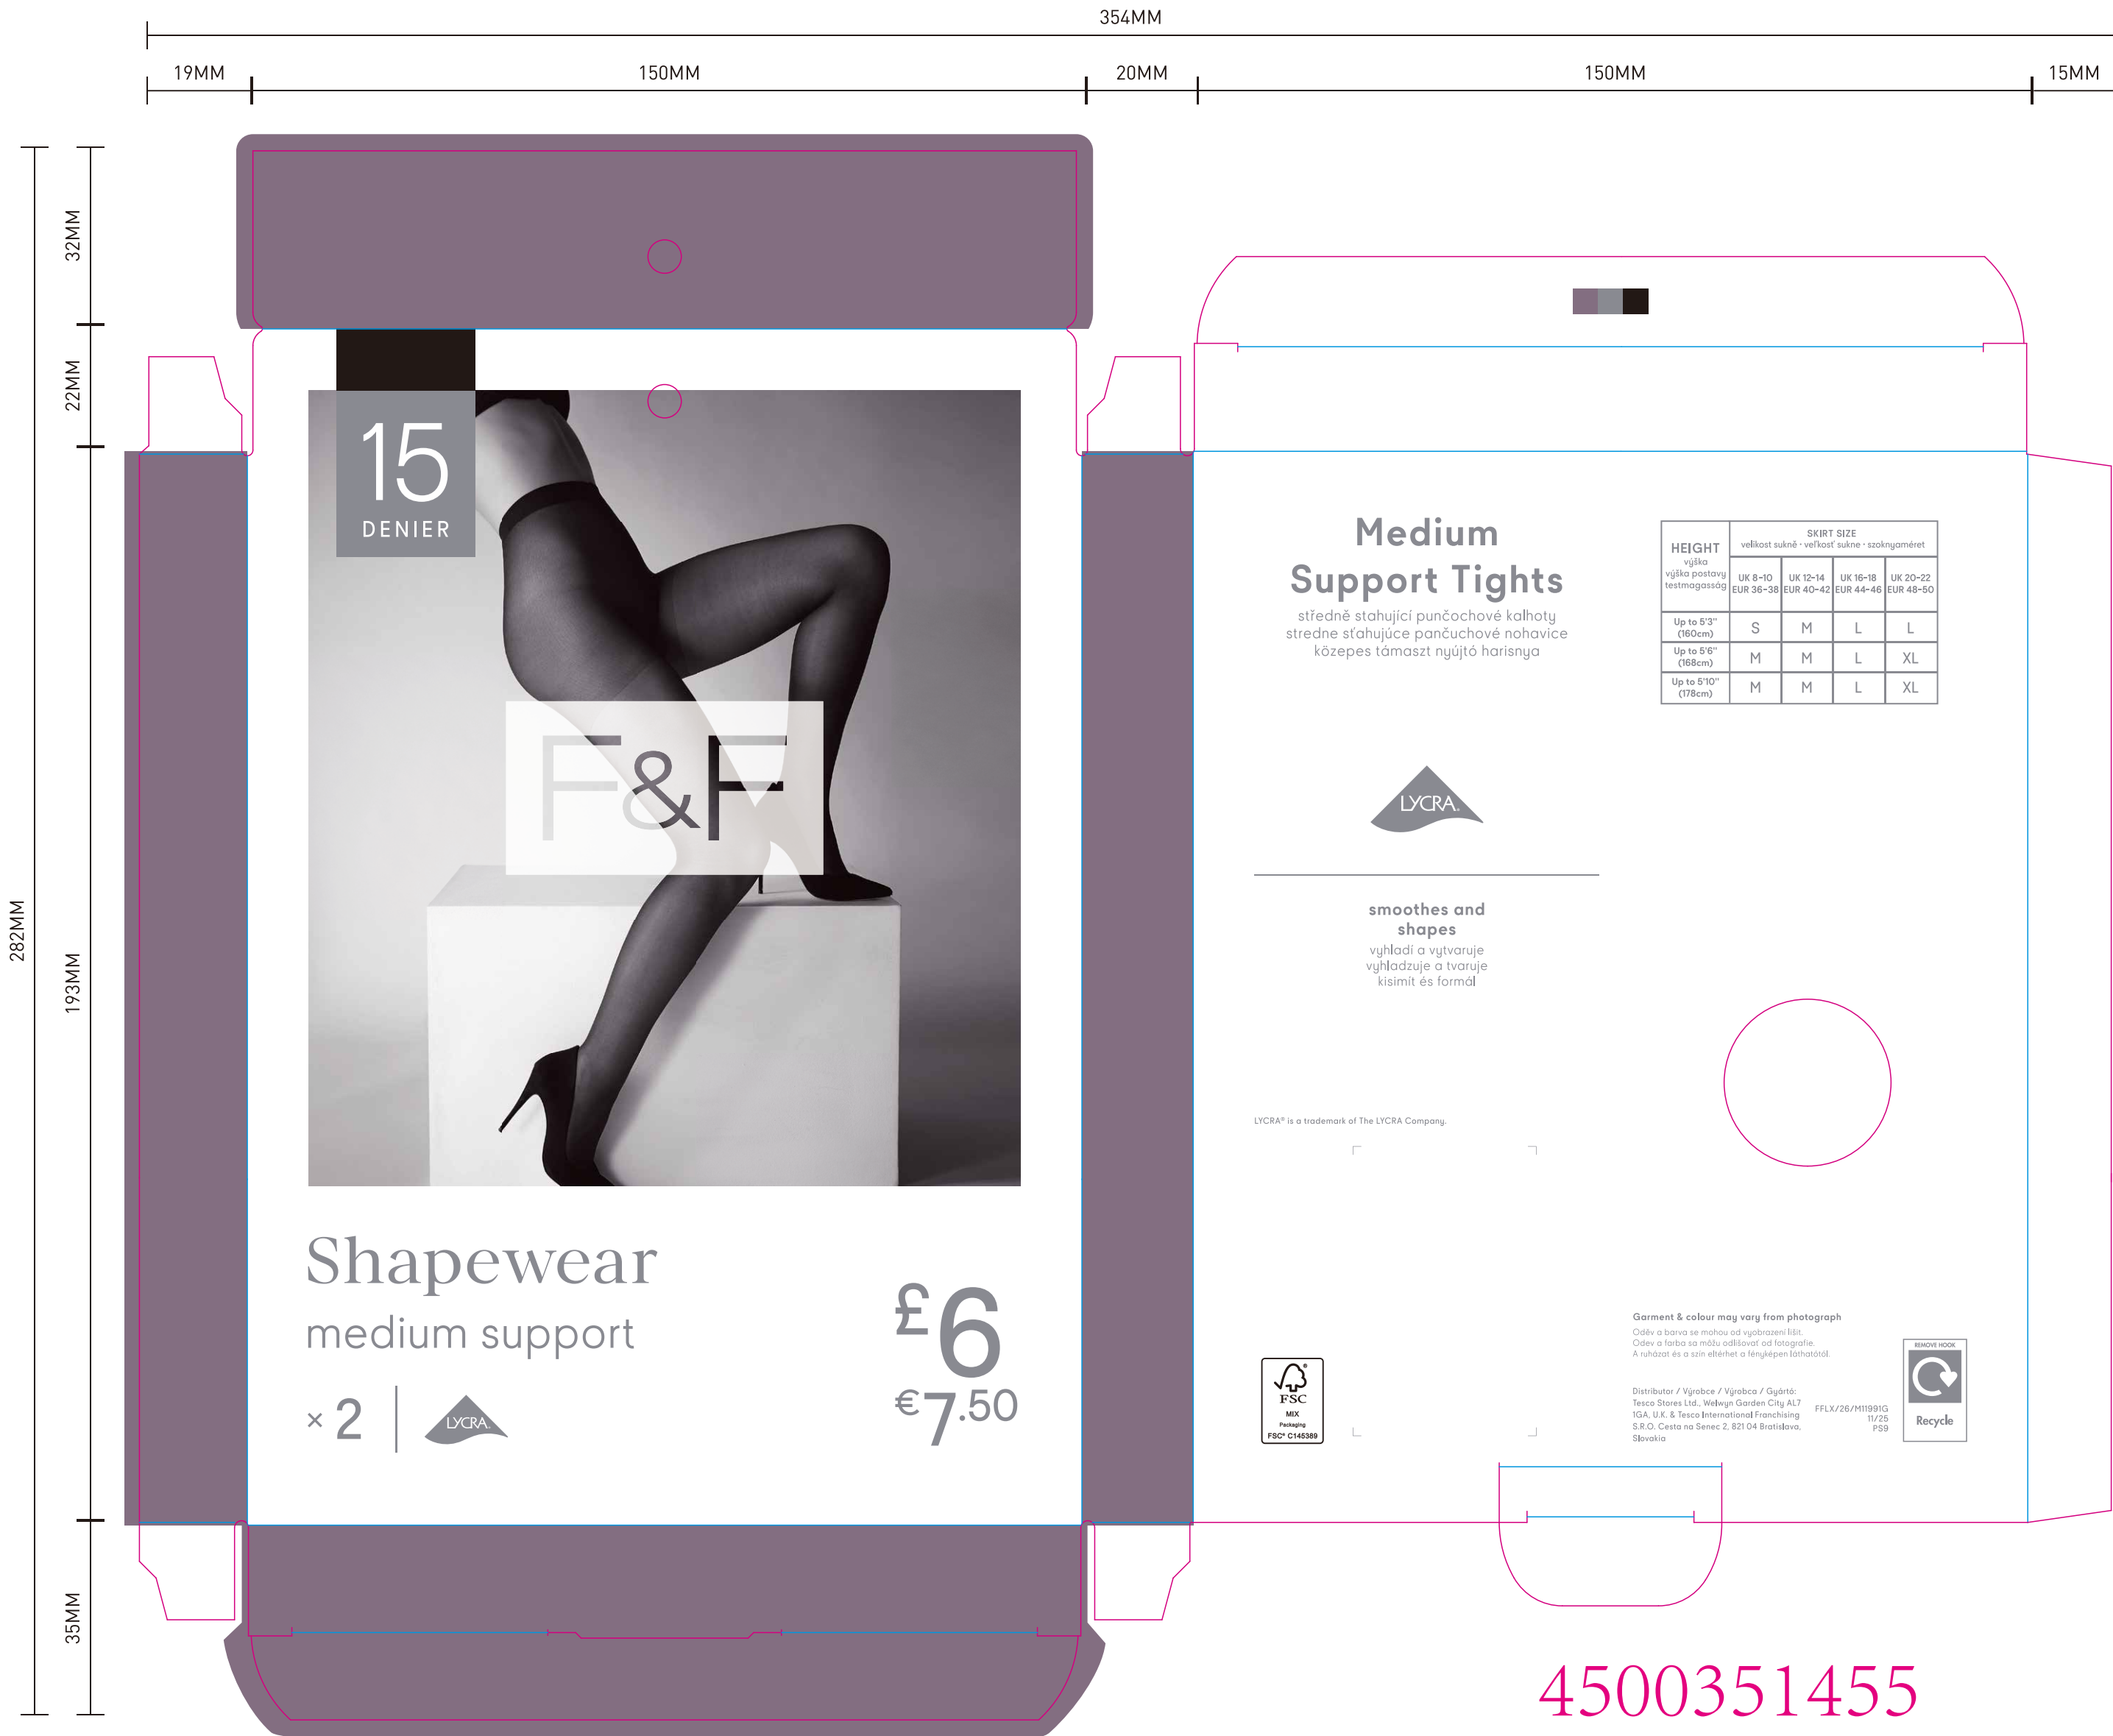 354MM
19MM
150MM
20MM
150MM
15MM
32MM
22MM
282MM
193MM
35MM
15
DENIER
F&F
Shapewear
medium support
× 2
LYCRA®
£6
€7.50
Medium
Support Tights
středně stahující punčochové kalhoty
stredne sťahujúce pančuchové nohavice
közepes támaszt nyújtó harisnya
LYCRA®
smoothes and
shapes
vyhladí a vytvaruje
vyhladzuje a tvaruje
kisimít és formál
LYCRA® is a trademark of The LYCRA Company.
HEIGHT
výška
výška postavy
testmagasság
SKIRT SIZE
velikost sukně - veľkosť sukne - szoknyaméret
UK 8-10 UK 12-14 UK 16-18 UK 20-22
EUR 36-38 EUR 40-42 EUR 44-46 EUR 48-50
Up to 5'3" (160cm) S M L L
Up to 5'6" (168cm) M M L XL
Up to 5'10" (178cm) M M L XL
FSC®
MIX
Packaging
FSC® C145389
Garment & colour may vary from photograph
Oděv a barva se mohou od vyobrazení lišit.
Odev a farba sa môžu odlišovať od fotografie.
A ruházat és a szín eltérhet a fényképen láthatótól.
Distributor / Výrobce / Výrobca / Gyártó:
Tesco Stores Ltd., Welwyn Garden City AL7
1GA, U.K. & Tesco International Franchising
S.R.O. Cesta na Senec 2, 821 04 Bratislava,
Slovakia
FFLX/26/M11991G
11/25
PS9
REMOVE HOOK
Recycle
4500351455